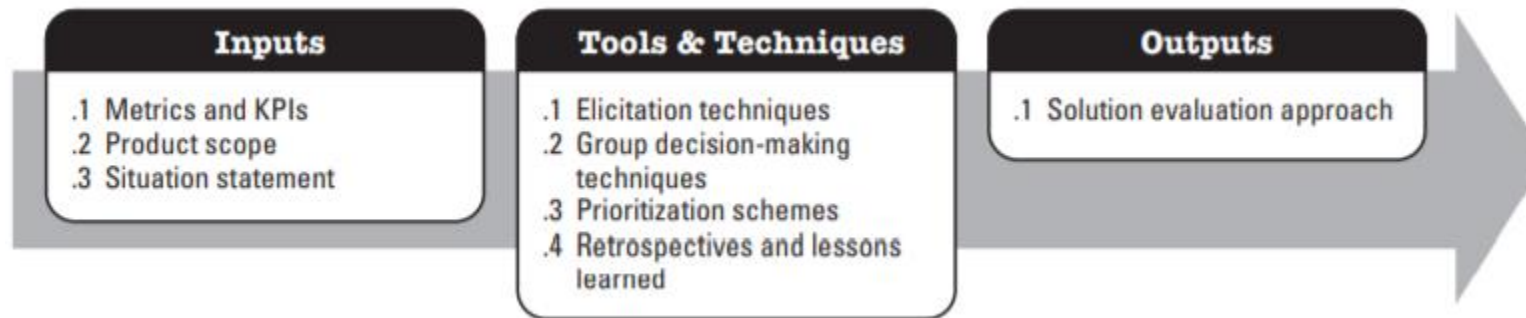 Inputs
.1 Metrics and KPIs
.2 Product scope
.3 Situation statement
Tools & Techniques
.1 Elicitation techniques
.2 Group decision-making
techniques
.3 Prioritization schemes
.4 Retrospectives and lessons
learned
Outputs
.1 Solution evaluation approach